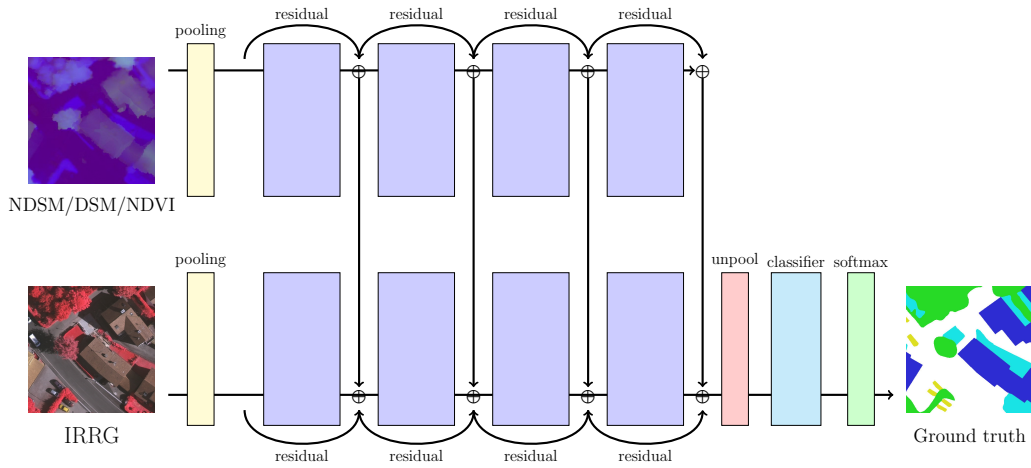 residual residual residual residual
pooling
NDSM/DSM/NDVI
pooling
unpool classifier softmax
IRRG
Ground truth
residual residual residual residual